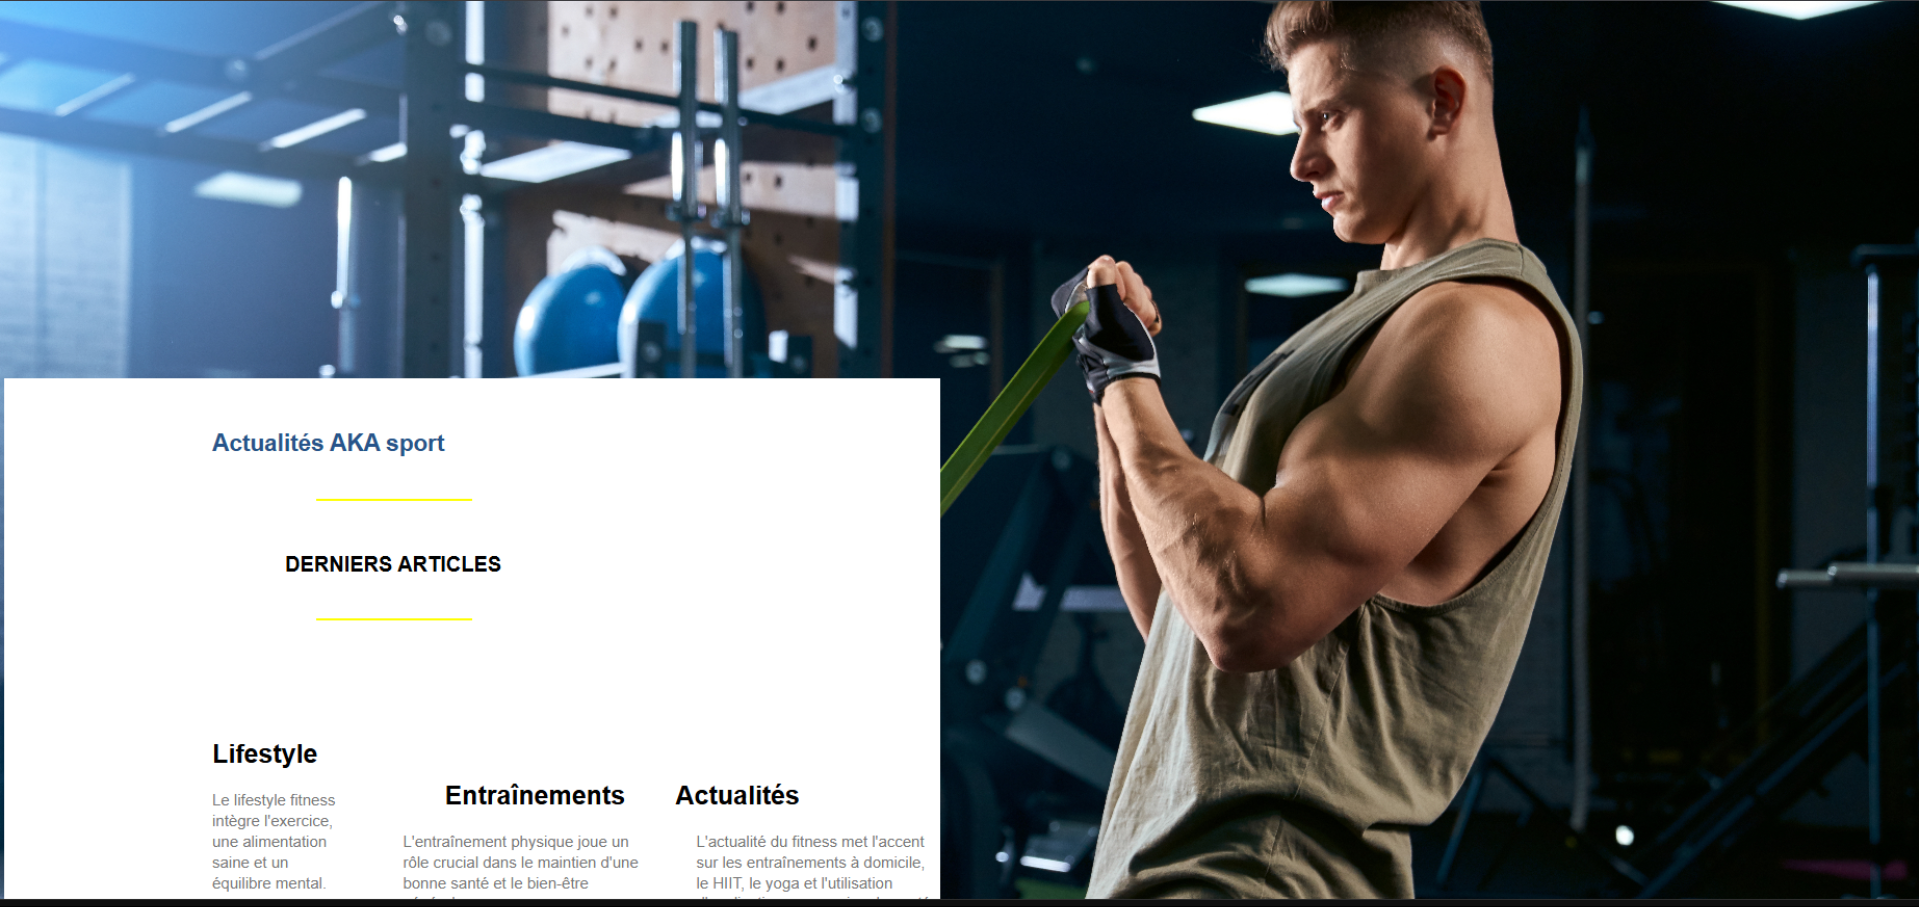 Actualités AKA sport
DERNIERS ARTICLES
Lifestyle
Le lifestyle fitness
intègre l'exercice,
une alimentation
saine et un
équilibre mental.
Entraînements
L'entraînement physique joue un
rôle crucial dans le maintien d'une
bonne santé et le bien-être
Actualités
L'actualité du fitness met l'accent
sur les entraînements à domicile,
le HIIT, le yoga et l'utilisation